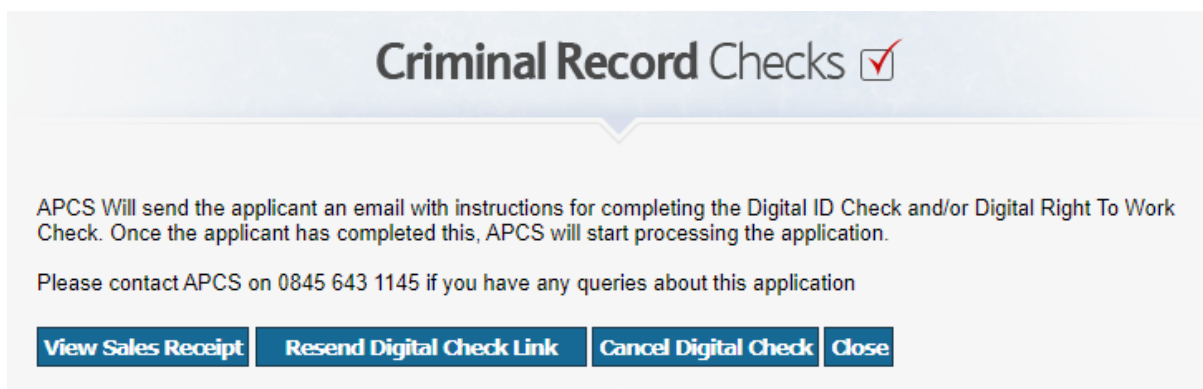 Criminal Record Checks
APCS Will send the applicant an email with instructions for completing the Digital ID Check and/or Digital Right To Work
Check. Once the applicant has completed this, APCS will start processing the application.
Please contact APCS on 0845 643 1145 if you have any queries about this application
View Sales Receipt Resend Digital Check Link Cancel Digital Check Close